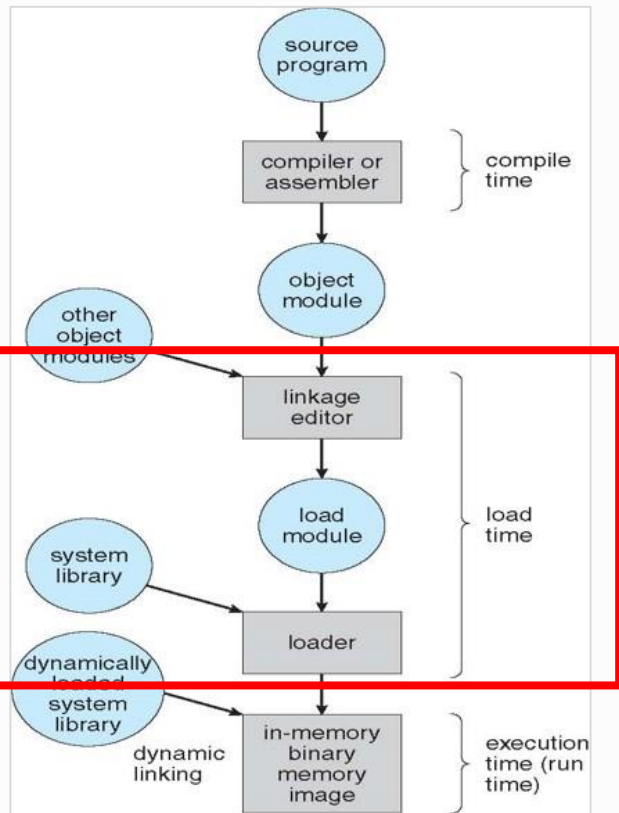 source
program
compiler or
assembler
compile
time
object
module
other
object
modules
linkage
editor
load
module
load
time
system
library
loader
dynamically
loaded
system
library
dynamic
linking
in-memory
binary
memory
image
execution
time (run
time)